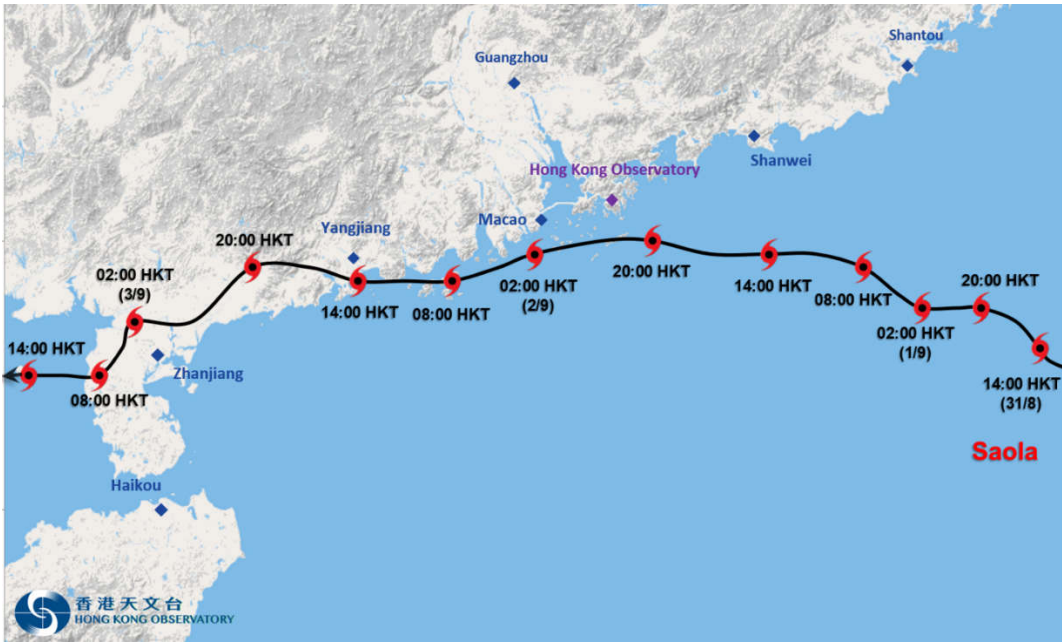 Shantou
Guangzhou
Shanwei
Hong Kong Observatory
Macao
Yangjiang
20:00 HKT
02:00 HKT
(3/9)
20:00 HKT
14:00 HKT
08:00 HKT
20:00 HKT
02:00 HKT
(2/9)
14:00 HKT
08:00 HKT
02:00 HKT
(1/9)
14:00 HKT
Zhanjiang
08:00 HKT
14:00 HKT
(31/8)
Saola
Haikou
香港天文台
HONG KONG OBSERVATORY